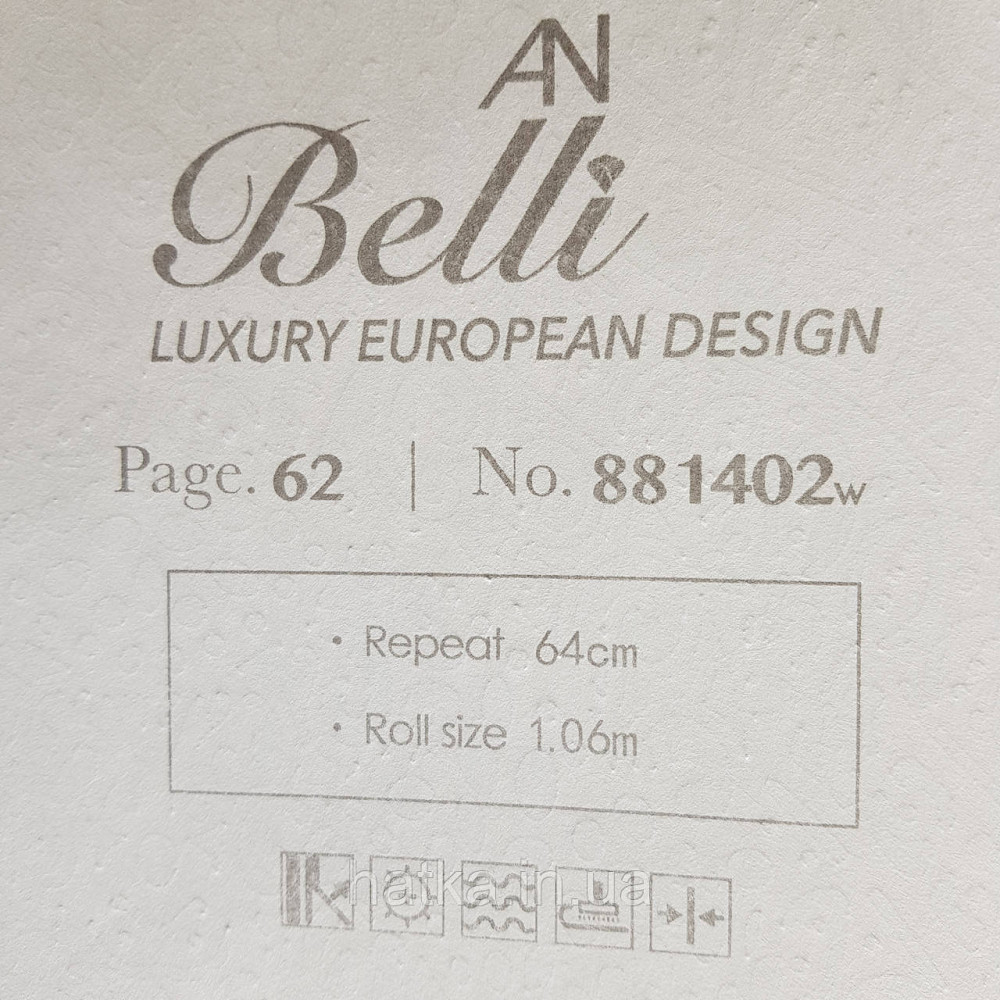 AN
Belli
LUXURY EUROPEAN DESIGN
Page. 62 | No. 881402w
• Repeat 64cm
• Roll size 1.06m
hatka.in.ua